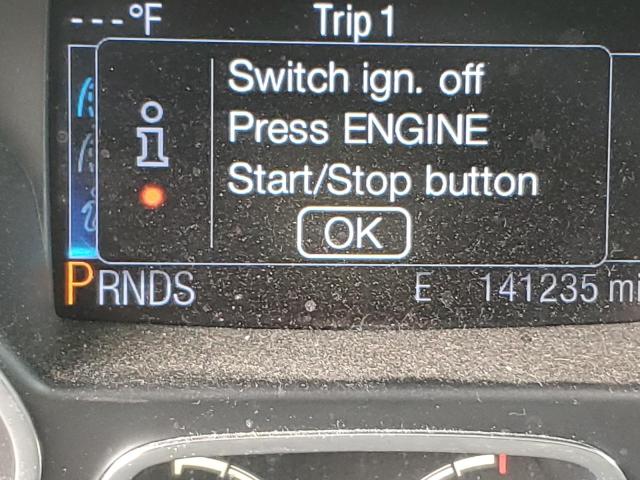 ---°F Trip 1
Switch ign. off
Press ENGINE
Start/Stop button
OK
PRNDS E 141235 mi